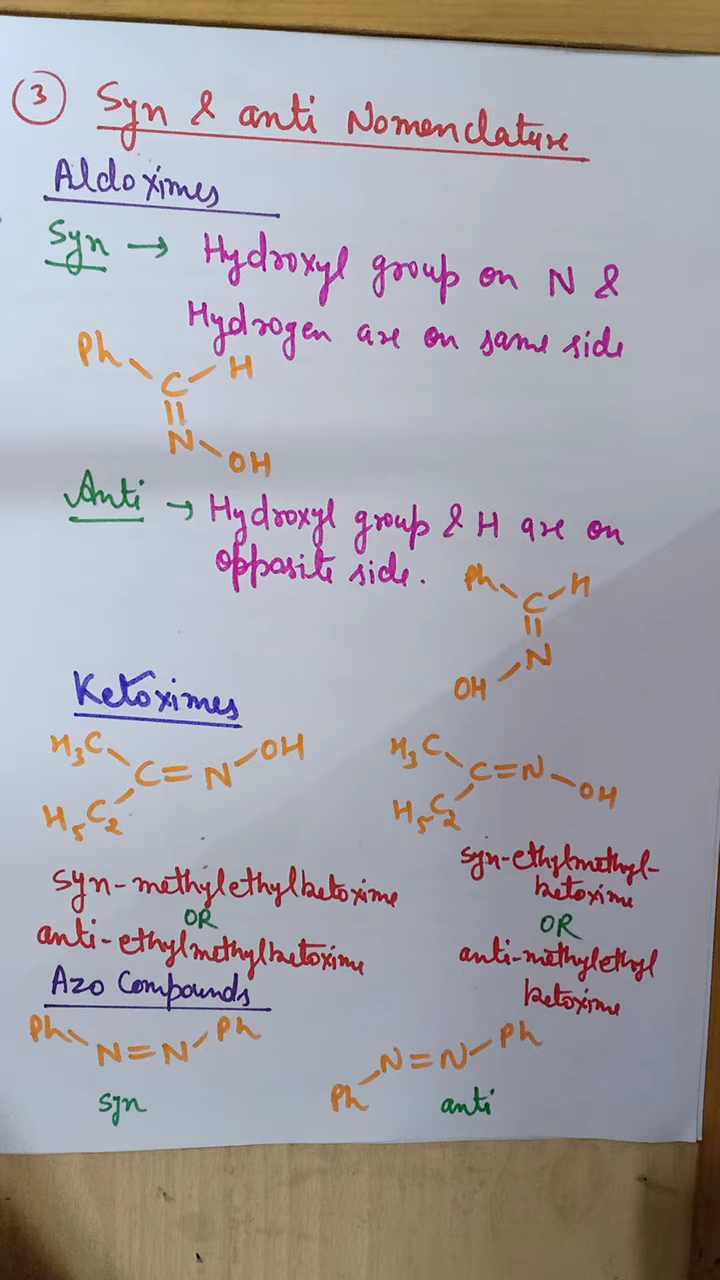 ③ Syn & anti Nomenclature
Aldoximes
Syn → Hydroxyl group on N &
Hydrogen are on same side
Ph H
C
N
OH
Anti → Hydroxyl group & H are on
opposite side.
Ph H
C
N
OH
Ketoximes
H₃C C=N OH
H₅C₂
H₃C C=N OH
H₅C₂
syn-methylethylketoxime
OR
anti-ethylmethylketoxime
syn-ethylmethyl-
ketoxime
OR
anti-methylethyl
ketoxime
Azo Compounds
Ph N=N Ph
syn
Ph N=N Ph
anti